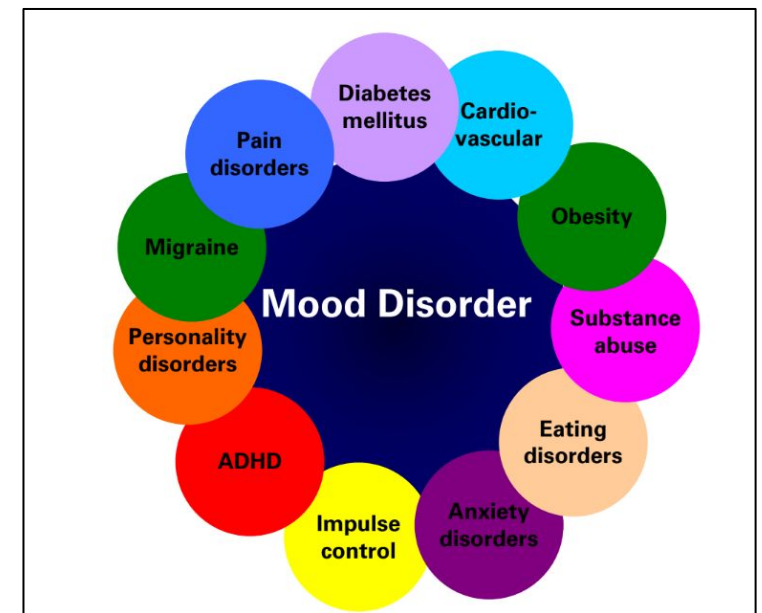 Diabetes
mellitus
Cardio-
vascular
Obesity
Substance
abuse
Eating
disorders
Anxiety
disorders
Impulse
control
ADHD
Personality
disorders
Migraine
Pain
disorders
Mood Disorder